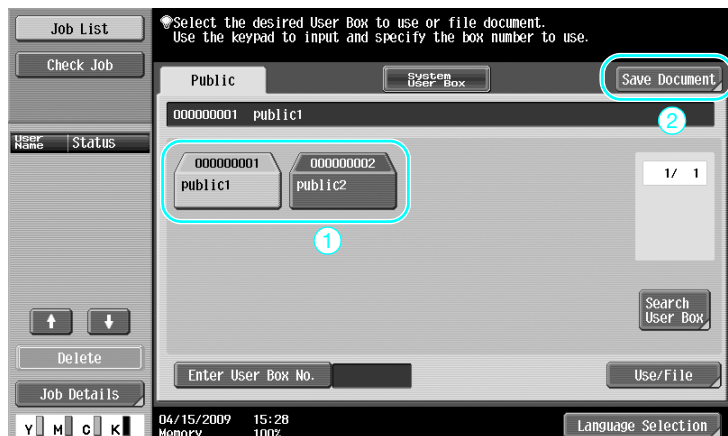 Job List
Select the desired User Box to use or file document.
Use the keypad to input and specify the box number to use.
Check Job
Public
System
User Box
Save Document
2
000000001 public1
User
Name
Status
000000001
public1
000000002
public2
1/ 1
1
Search
User Box
Delete
Enter User Box No.
Use/File
Job Details
Y M C K
04/15/2009 15:28
Memory 100%
Language Selection